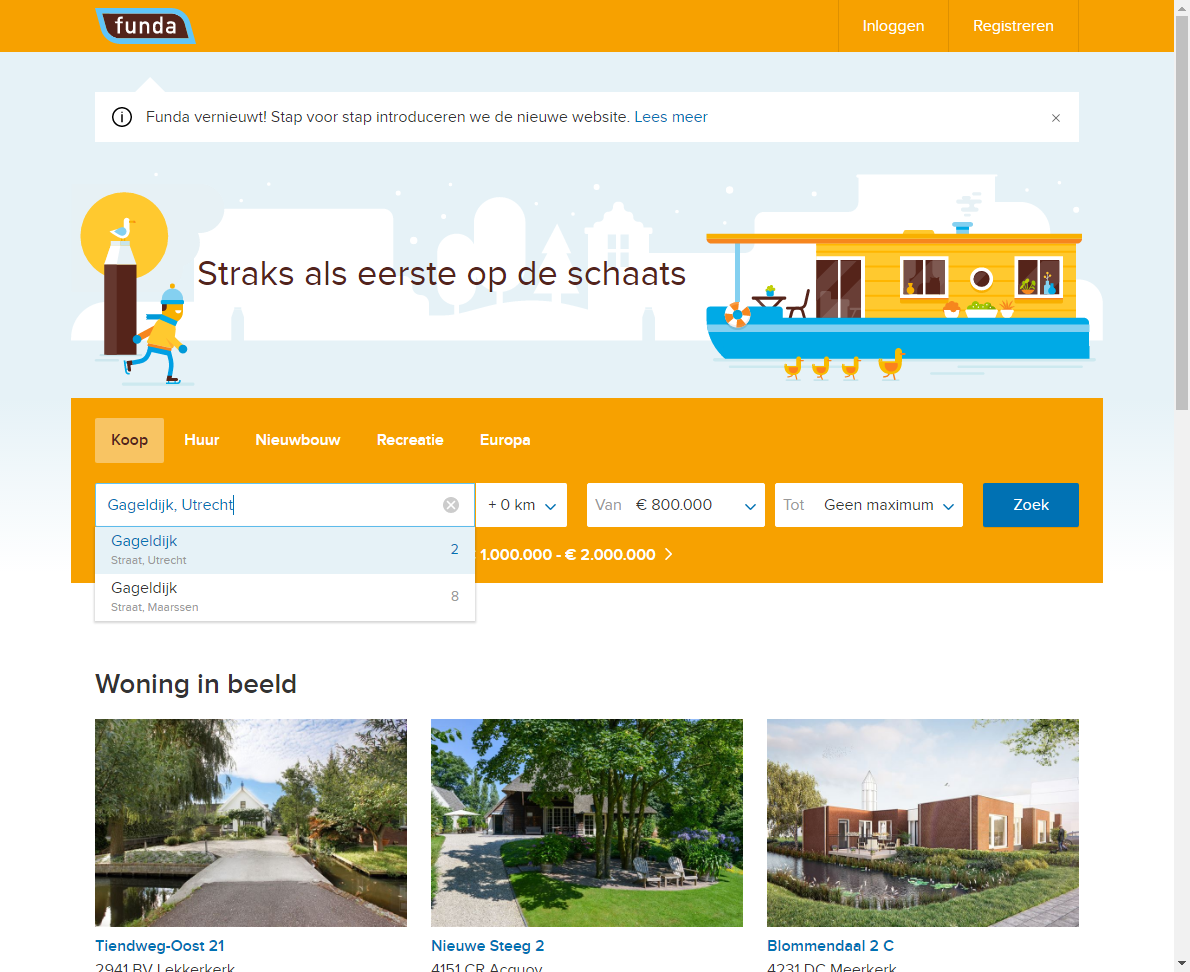 funda
Inloggen
Registreren
Funda vernieuwt! Stap voor stap introduceren we de nieuwe website. Lees meer
Straks als eerste op de schaats
Koop
Huur
Nieuwbouw
Recreatie
Europa
Gageldijk, Utrecht
+ 0 km
Van € 800.000
Tot Geen maximum
Zoek
Gageldijk 2
Straat, Utrecht
Gageldijk 8
Straat, Maarssen
1.000.000 - € 2.000.000
Woning in beeld
Tiendweg-Oost 21
2941 BV Lekkerkerk
Nieuwe Steeg 2
4151 CR Acquoy
Blommendaal 2 C
4231 DC Meerkerk